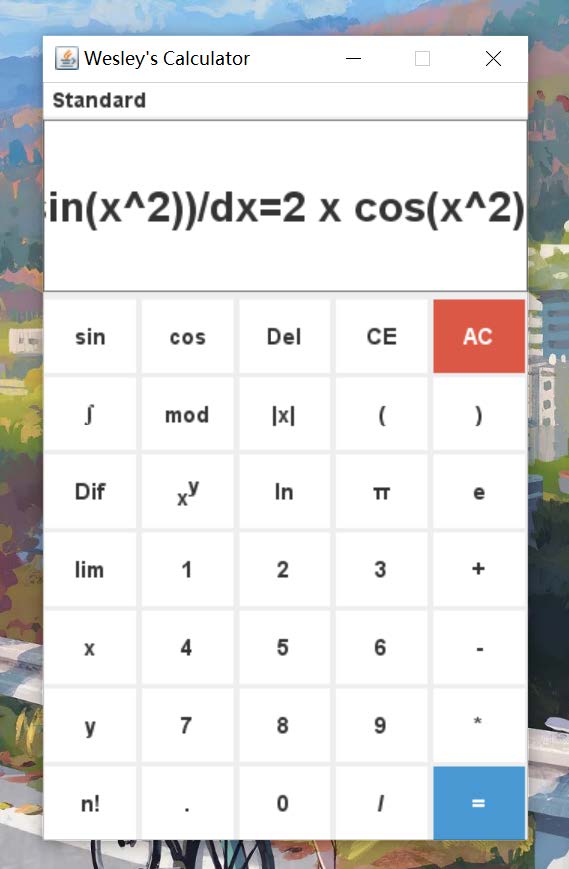 Wesley's Calculator
Standard
in(x^2))/dx=2 x cos(x^2)
sin cos Del CE AC
∫ mod |x| ( )
Dif x^y ln π e
lim 1 2 3 +
x 4 5 6 -
y 7 8 9 *
n! . 0 / =